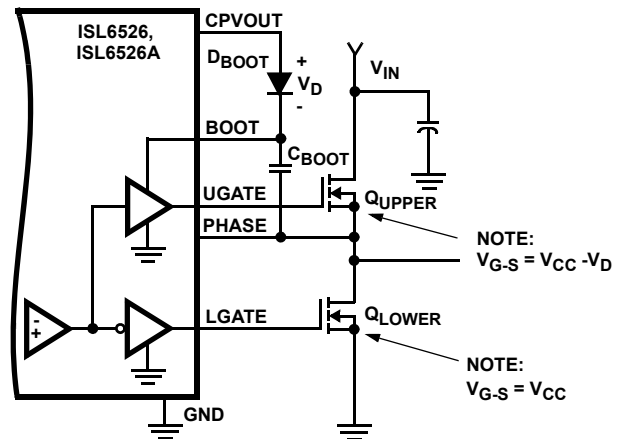 ISL6526,
ISL6526A
CPVOUT
DBOOT
+
VD
-
VIN
BOOT
CBOOT
UGATE
QUPPER
PHASE
NOTE:
VG-S = VCC -VD
-
+
LGATE
QLOWER
NOTE:
VG-S = VCC
GND